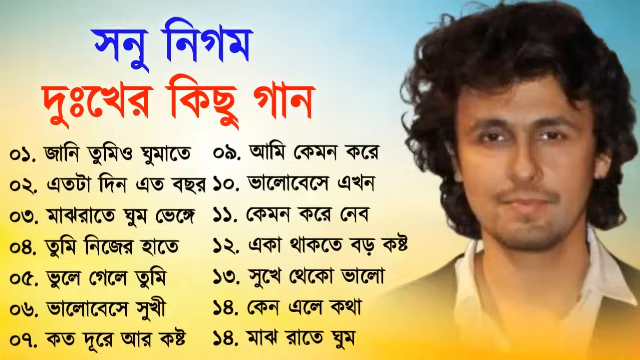 সনু নিগম
দুঃখের কিছু গান
০১. জানি তুমিও ঘুমাতে
০২. এতটা দিন এত বছর
০৩. মাঝরাতে ঘুম ভেঙ্গে
০৪. তুমি নিজের হাতে
০৫. ভুলে গেলে তুমি
০৬. ভালোবেসে সুখী
০৭. কত দূরে আর কষ্ট
০৯. আমি কেমন করে
১০. ভালোবেসে এখন
১১. কেমন করে নেব
১২. একা থাকতে বড় কষ্ট
১৩. সুখে থেকো ভালো
১৪. কেন এলে কথা
১৪. মাঝ রাতে ঘুম